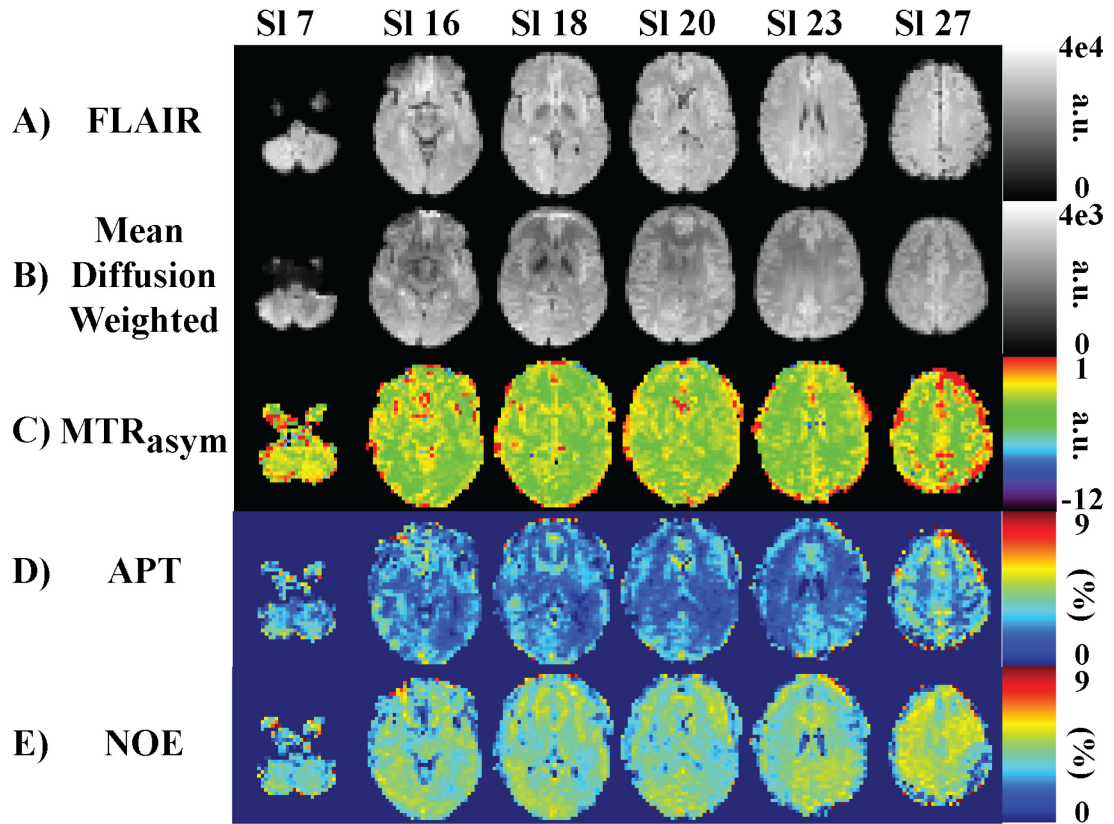 Sl 7 Sl 16 Sl 18 Sl 20 Sl 23 Sl 27
A) FLAIR
4e4
a.u.
0
B) Mean
Diffusion
Weighted
4e3
a.u.
0
C) MTRasym
1
a.u.
-12
D) APT
9
(%)
0
E) NOE
9
(%)
0